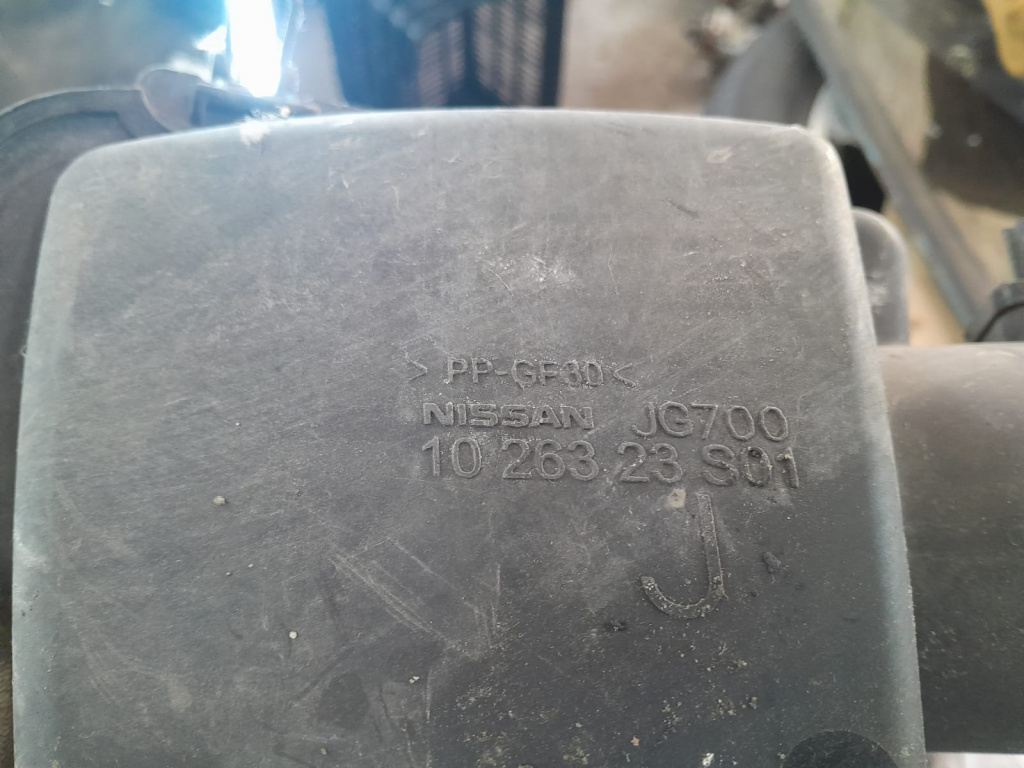 > PP-GF30 <
NISSAN JG700
10 263 23 S01
J